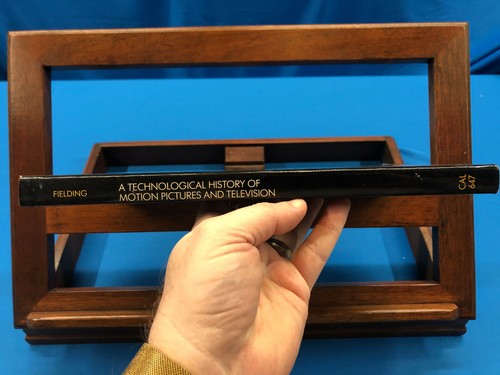 FIELDING
A TECHNOLOGICAL HISTORY OF
MOTION PICTURES AND TELEVISION
CAL
647